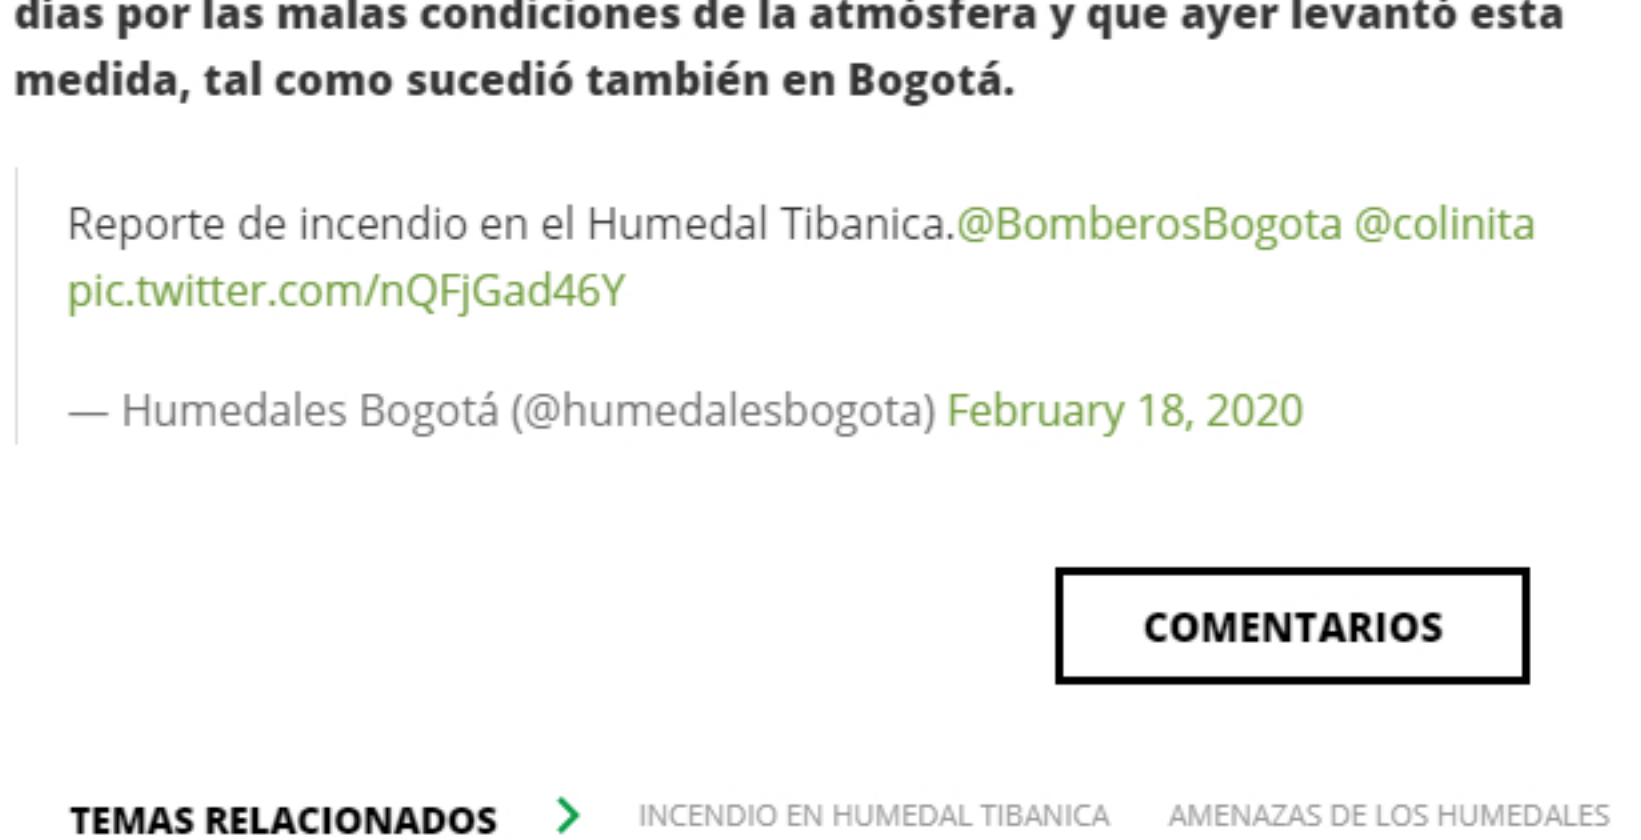 días por las malas condiciones de la atmósfera y que ayer levantó esta
medida, tal como sucedió también en Bogotá.
Reporte de incendio en el Humedal Tibanica.@BomberosBogota @colinita
pic.twitter.com/nQFjGad46Y
— Humedales Bogotá (@humedalesbogota) February 18, 2020
COMENTARIOS
TEMAS RELACIONADOS > INCENDIO EN HUMEDAL TIBANICA AMENAZAS DE LOS HUMEDALES